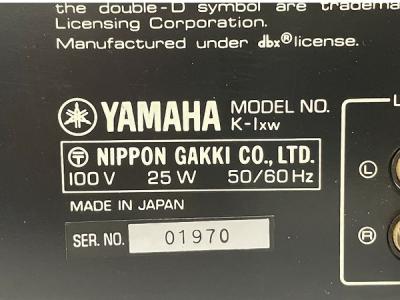 the double-D symbol are tradema
Licensing Corporation.
Manufactured under dbx® license.
YAMAHA MODEL NO.
K-1xw
NIPPON GAKKI CO., LTD.
100V 25W 50/60Hz
MADE IN JAPAN
SER. NO. 01970
L
L
R